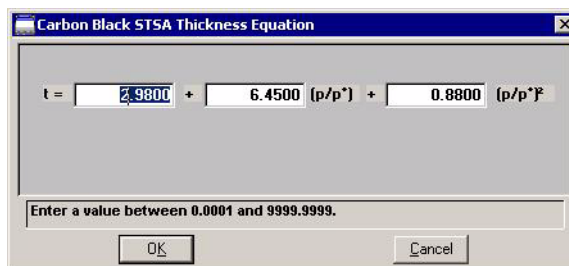 Carbon Black STSA Thickness Equation
t = 2.9800 + 6.4500 (p/p*) + 0.8800 (p/p*)²
Enter a value between 0.0001 and 9999.9999.
OK Cancel